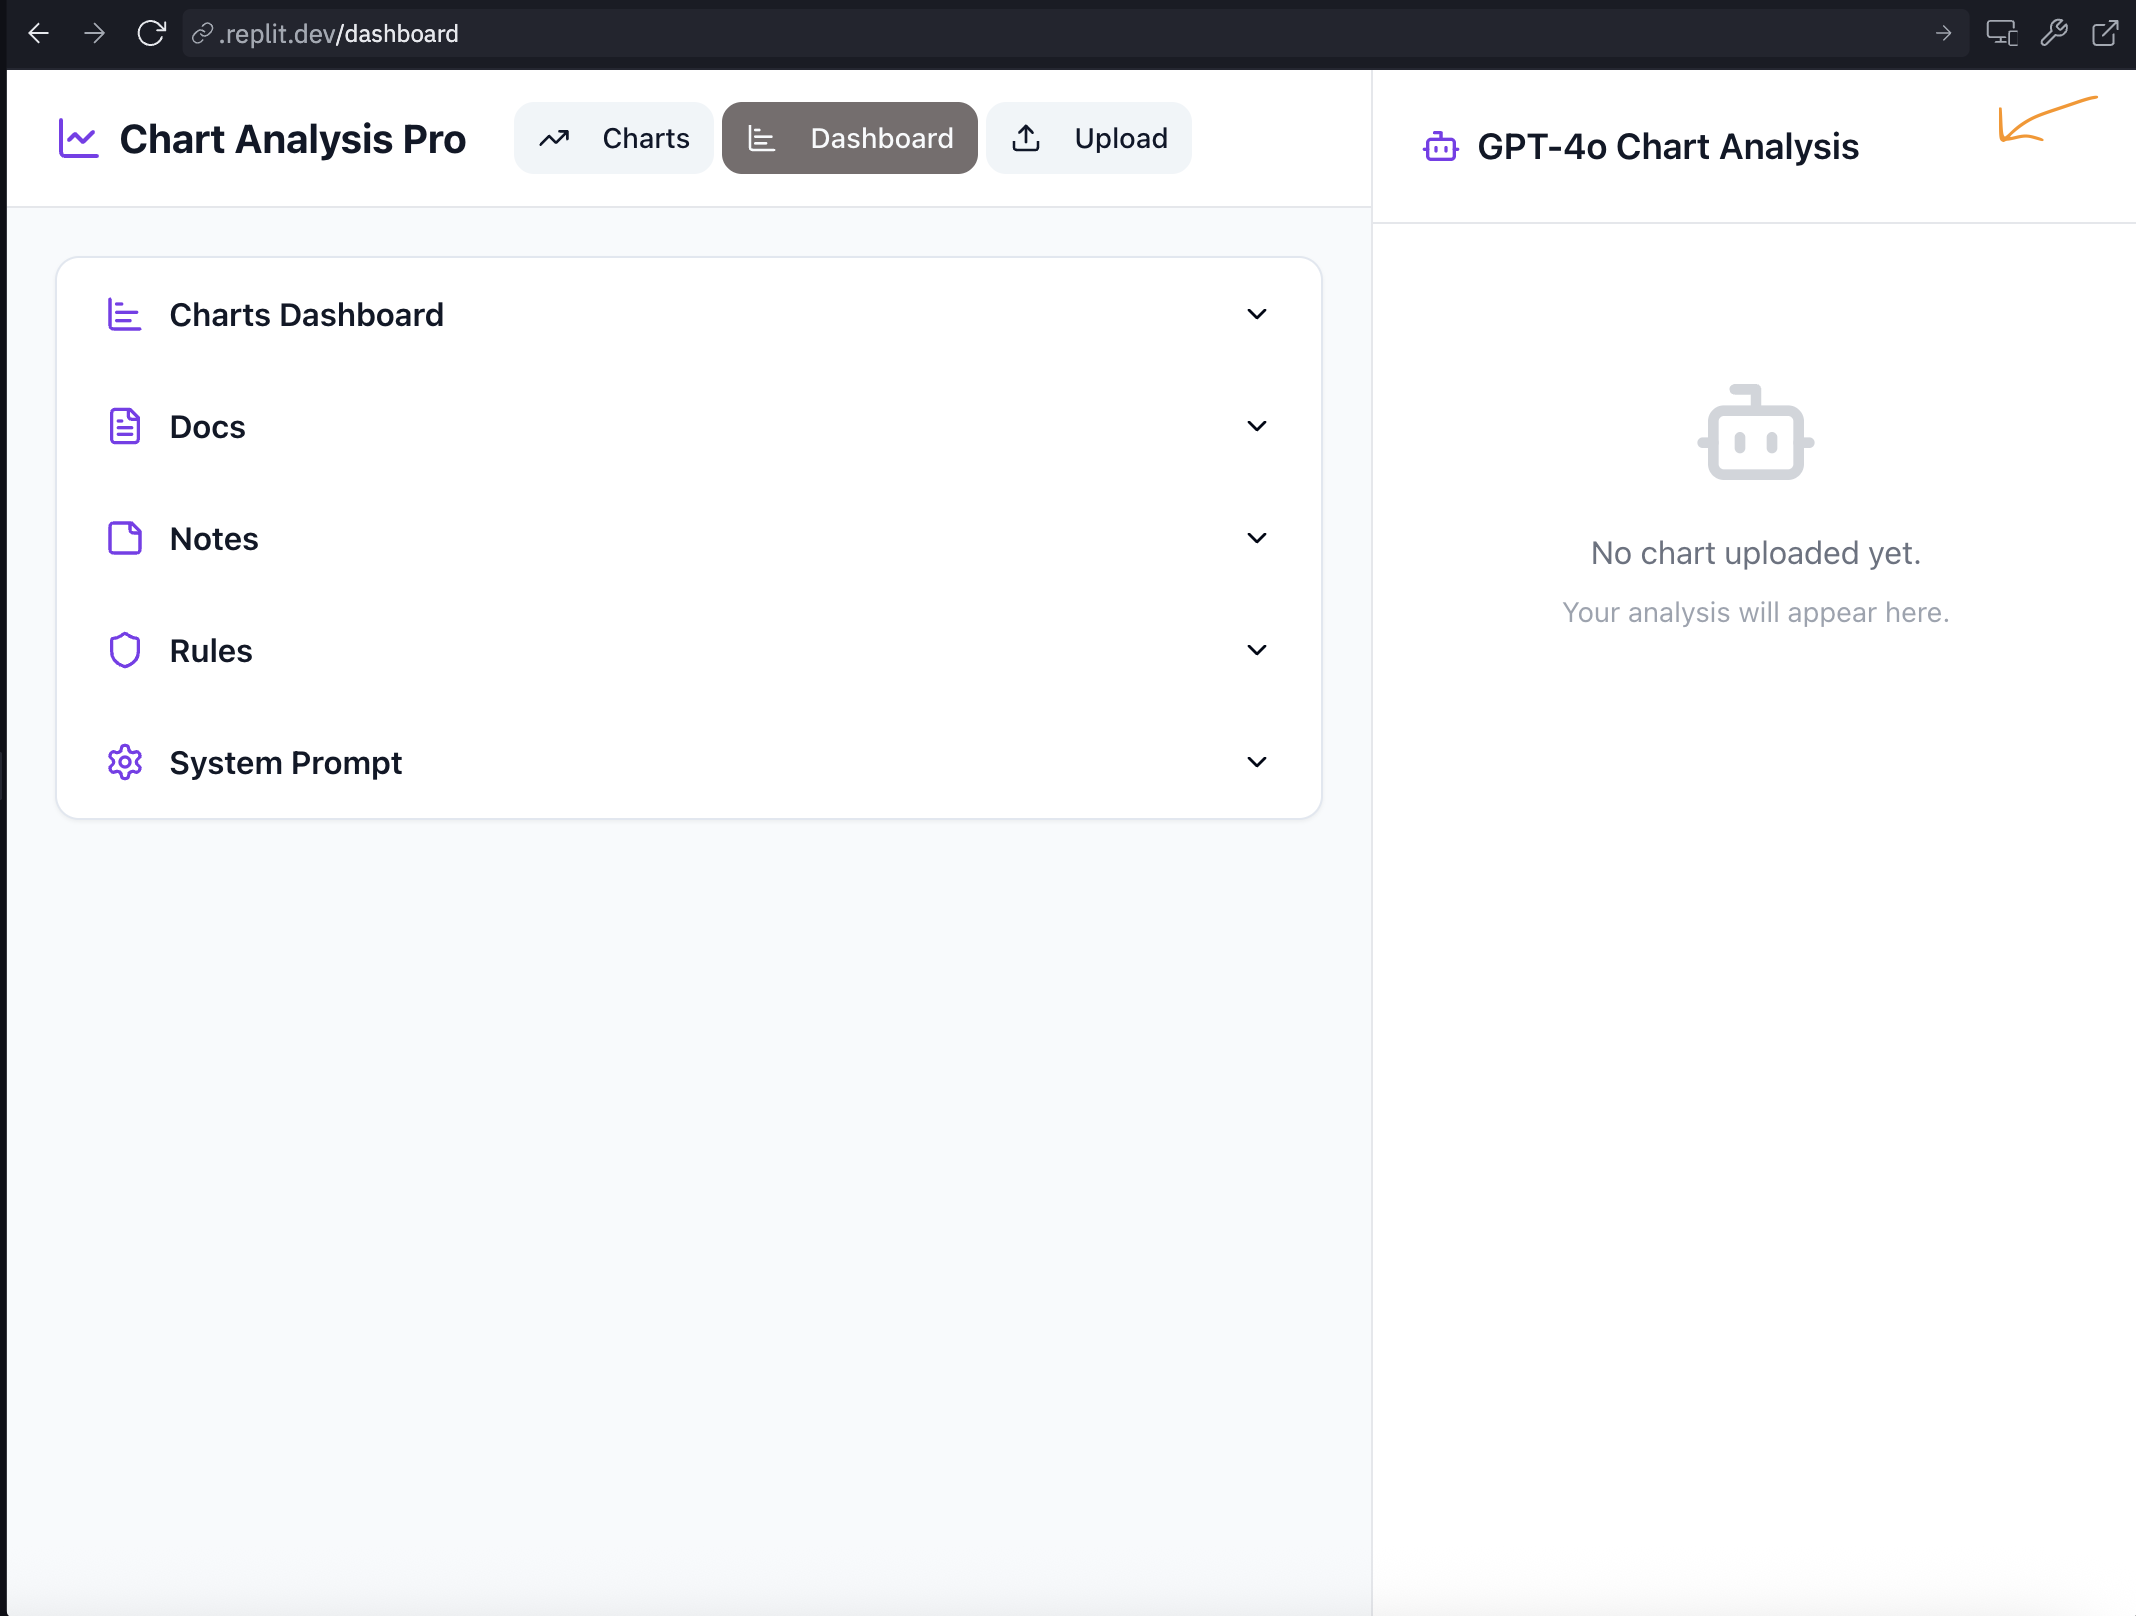 .replit.dev/dashboard
Chart Analysis Pro
Charts
Dashboard
Upload
GPT-4o Chart Analysis
Charts Dashboard
Docs
Notes
Rules
System Prompt
No chart uploaded yet.
Your analysis will appear here.